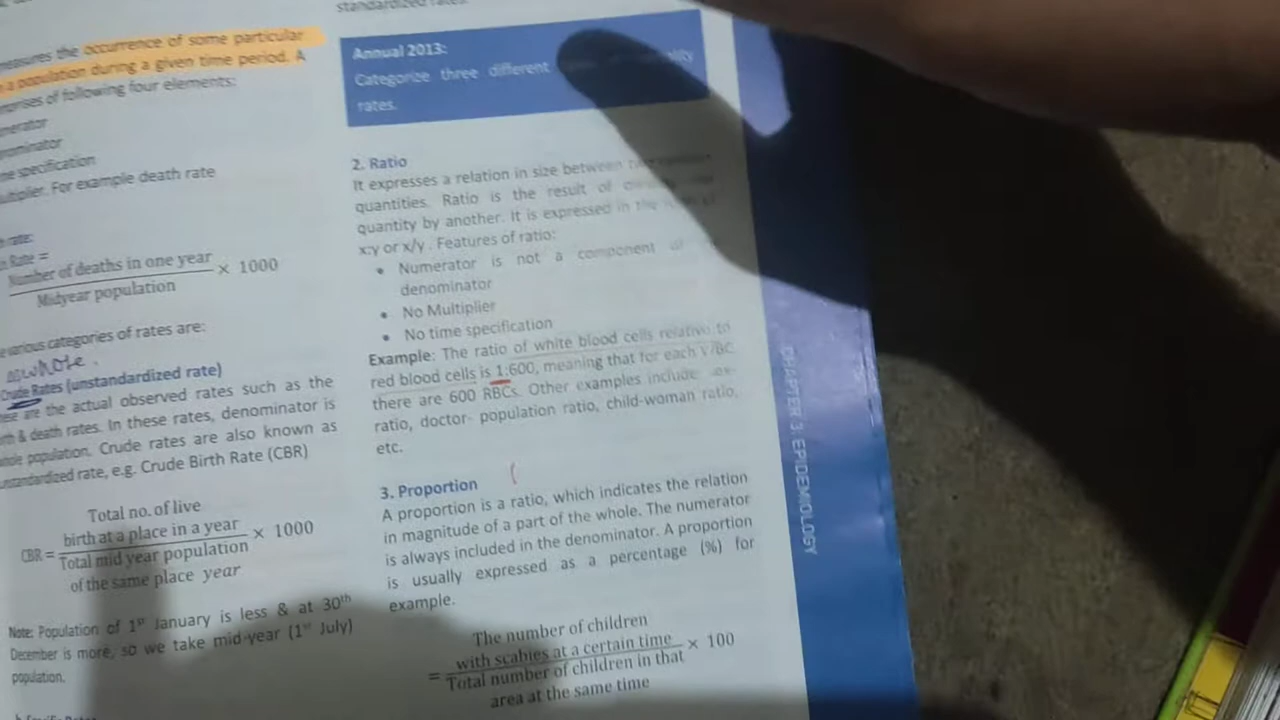 measures the occurrence of some particular
a population during a given time period. A
of following four elements:
specification
For example death rate
rate:
Rate =
Number of deaths in one year
Midyear population × 1000
various categories of rates are:
Crude Rates (unstandardized rate)
are the actual observed rates such as the
& death rates. In these rates, denominator is
population. Crude rates are also known as
unstandardized rate, e.g. Crude Birth Rate (CBR)
Total no. of live
birth at a place in a year
CBR = × 1000
Total mid year population
of the same place year
Note: Population of 1st January is less & at 30th
December is more, so we take mid-year (1st July)
population.
standardized rates.
Annual 2013:
Categorize three different
rates.
2. Ratio
It expresses a relation in size between
quantities. Ratio is the result of
quantity by another. It is expressed in the
x:y or x/y . Features of ratio:
• Numerator is not a component of
denominator
• No Multiplier
• No time specification
Example: The ratio of white blood cells relative to
red blood cells is 1:600, meaning that for each WBC
there are 600 RBCs. Other examples include
ratio, doctor- population ratio, child-woman ratio,
etc.
3. Proportion
A proportion is a ratio, which indicates the relation
in magnitude of a part of the whole. The numerator
is always included in the denominator. A proportion
is usually expressed as a percentage (%) for
example.
The number of children
with scabies at a certain time
= × 100
Total number of children in that
area at the same time
CHAPTER 3: EPIDEMIOLOGY